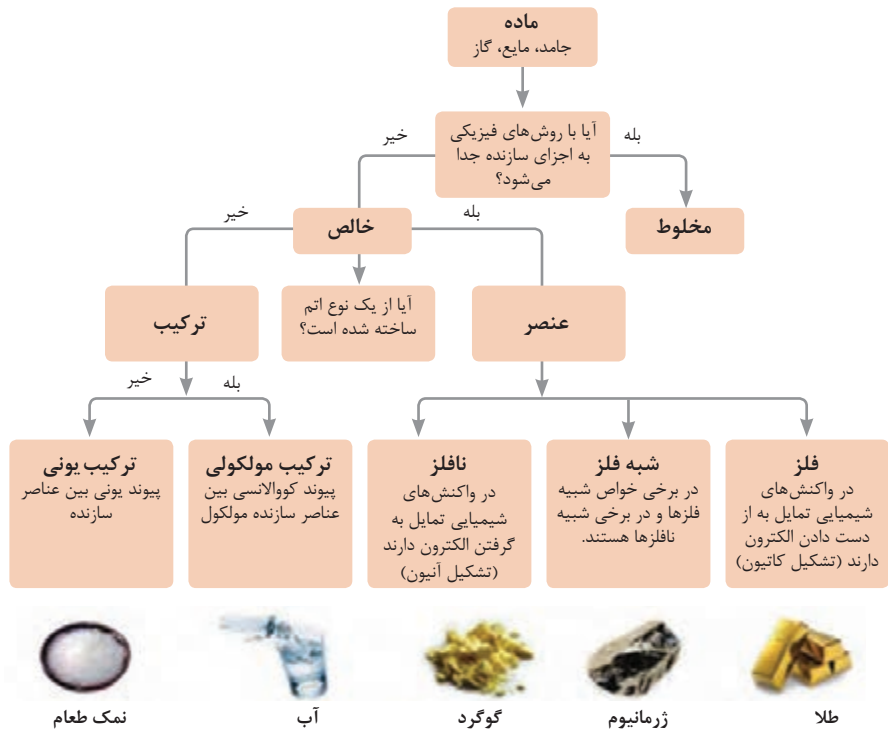 ماده
جامد، مایع، گاز
بله
خیر
آیا با روش‌های فیزیکی
به اجزای سازنده جدا
می‌شود؟
مخلوط
خالص
بله
خیر
آیا از یک نوع اتم
ساخته شده است؟
عنصر
ترکیب
بله
خیر
فلز
در واکنش‌های
شیمیایی تمایل به از
دست دادن الکترون
دارند (تشکیل کاتیون)
شبه فلز
در برخی خواص شبیه
فلزها و در برخی شبیه
نافلزها هستند.
نافلز
در واکنش‌های
شیمیایی تمایل به
گرفتن الکترون دارند
(تشکیل آنیون)
ترکیب مولکولی
پیوند کووالانسی بین
عناصر سازنده مولکول
ترکیب یونی
پیوند یونی بین عناصر
سازنده
طلا
ژرمانیوم
گوگرد
آب
نمک طعام